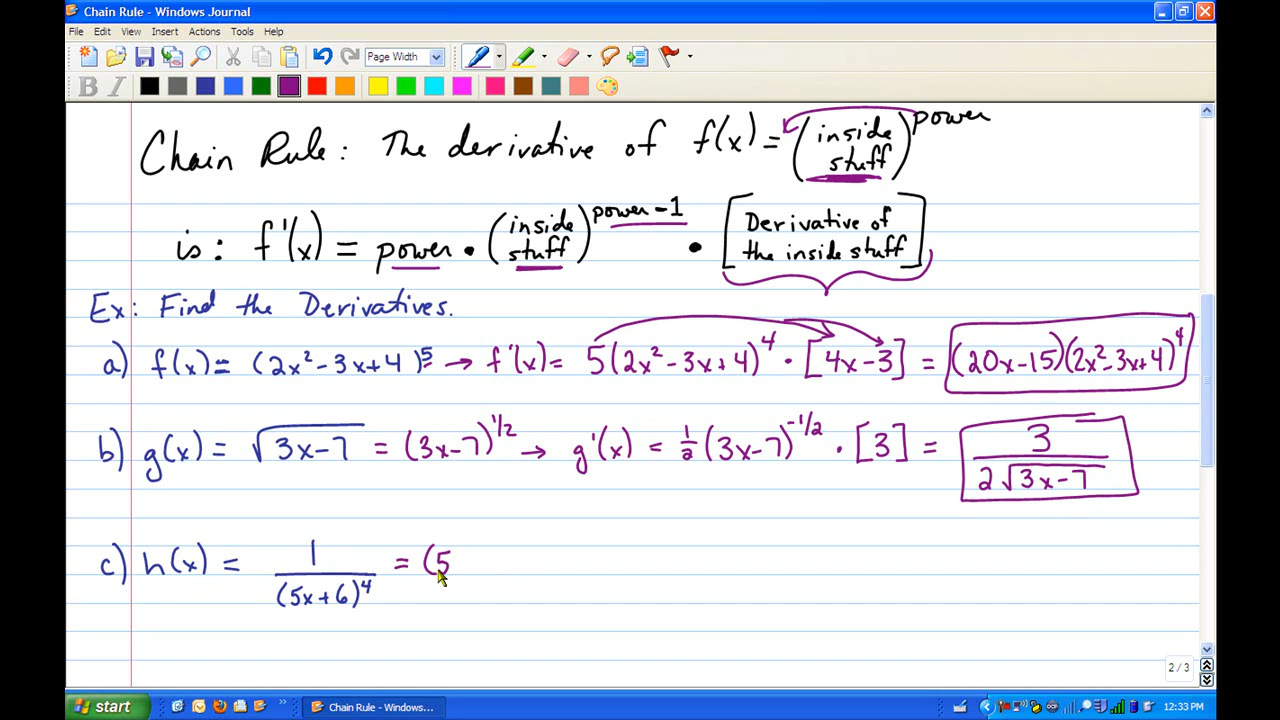 Chain Rule - Windows Journal
File Edit View Insert Actions Tools Help
Page Width
B I
Chain Rule: The derivative of f(x) = (inside stuff)^power
is: f'(x) = power • (inside stuff)^power-1 • [Derivative of the inside stuff]
Ex: Find the Derivatives.
a) f(x) = (2x²-3x+4)⁵ → f'(x) = 5(2x²-3x+4)⁴ • [4x-3] = (20x-15)(2x²-3x+4)⁴
b) g(x) = √3x-7 = (3x-7)^1/2 → g'(x) = 1/2 (3x-7)^-1/2 • [3] = 3/2√3x-7
c) h(x) = 1/(5x+6)⁴ = (5
2/3
start Chain Rule - Windows... 12:33 PM